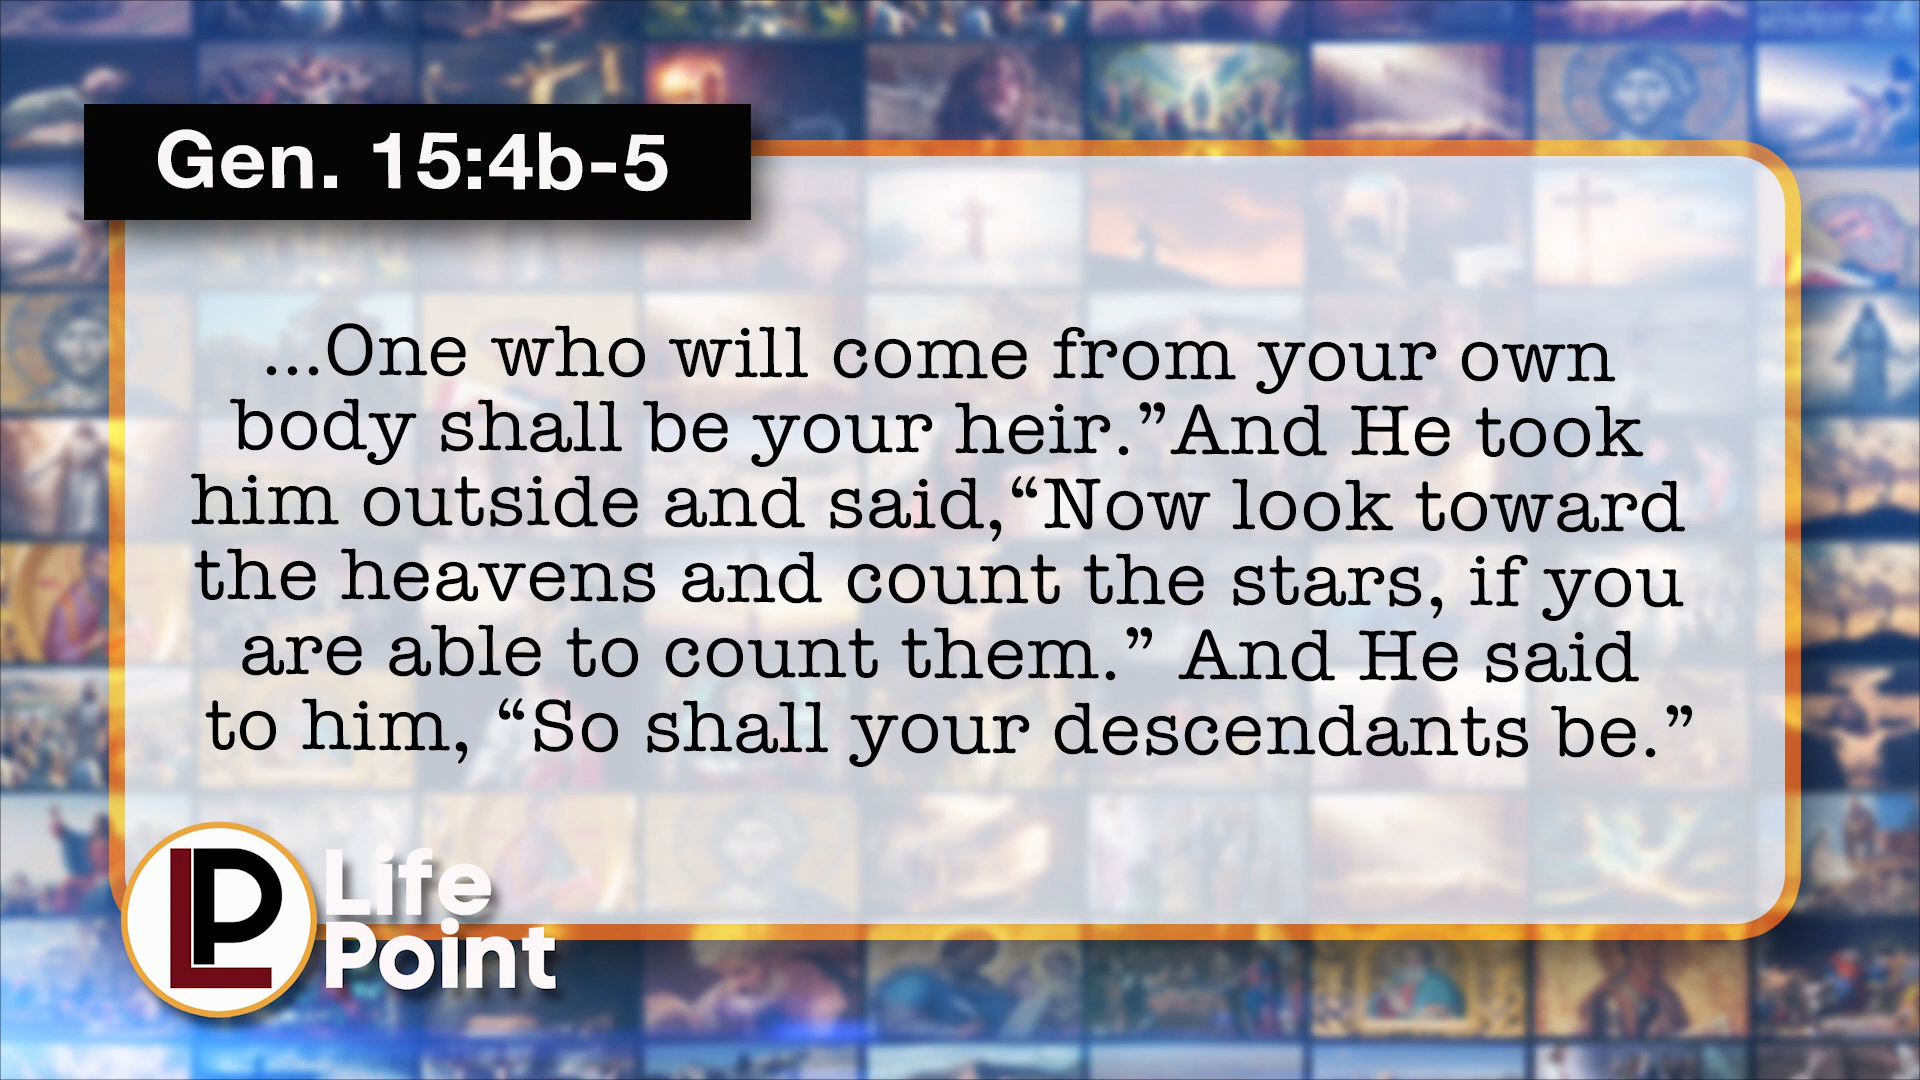 Gen. 15:4b-5
...One who will come from your own
body shall be your heir.”And He took
him outside and said,“Now look toward
the heavens and count the stars, if you
are able to count them.” And He said
to him, “So shall your descendants be.”
LP
Life
Point